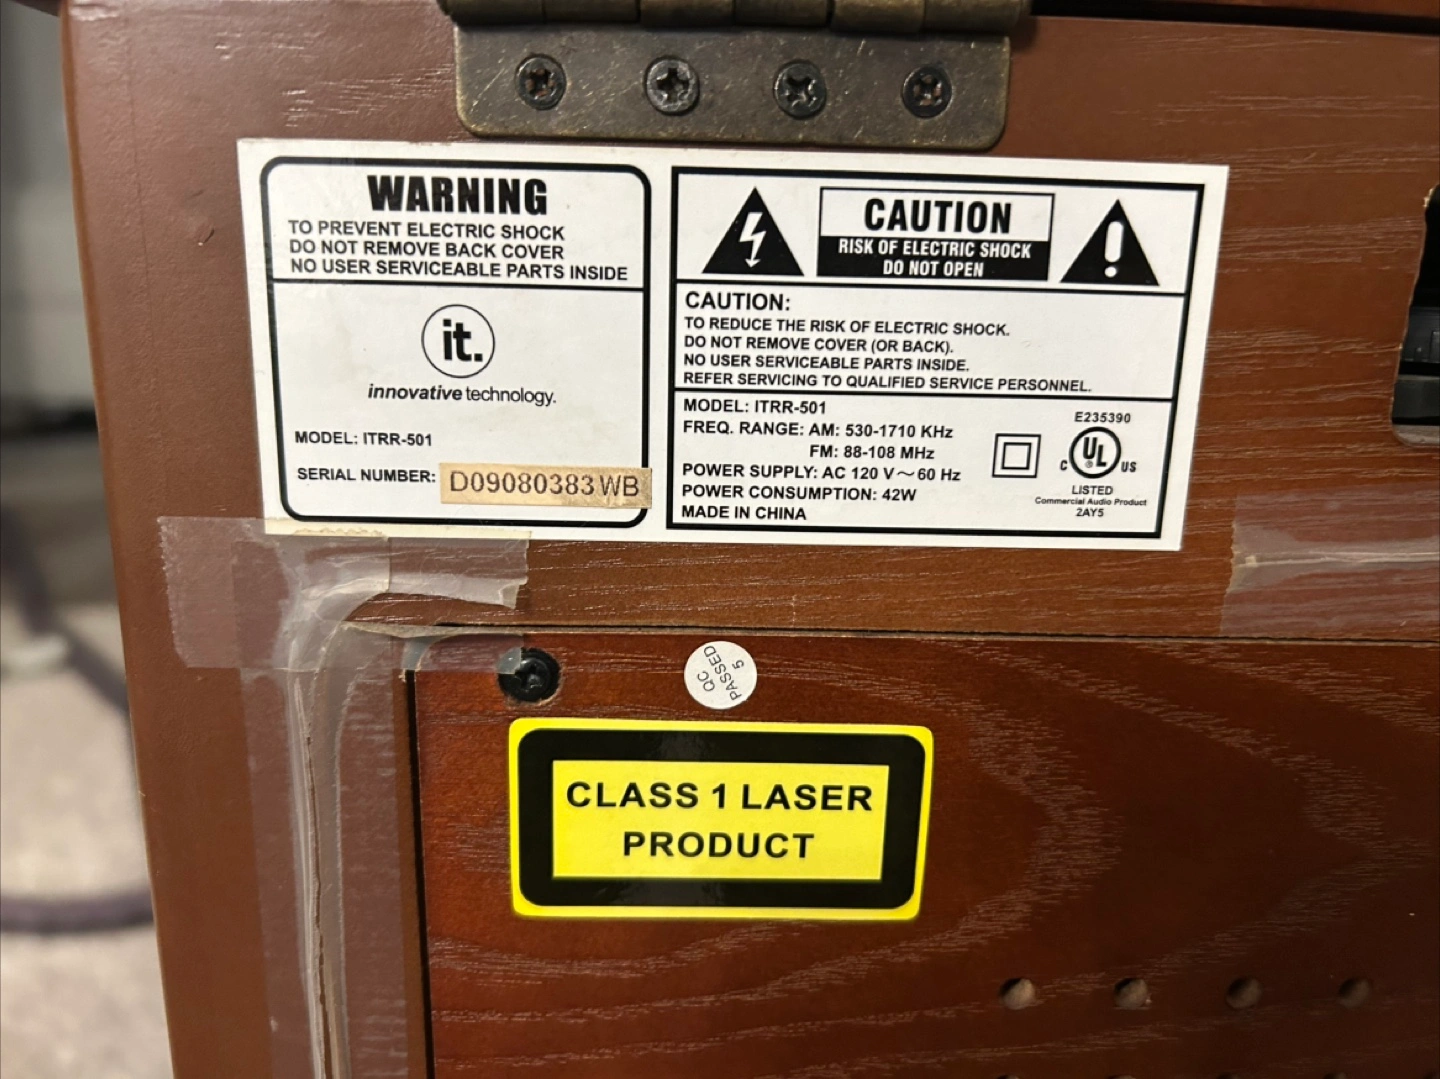 WARNING
TO PREVENT ELECTRIC SHOCK
DO NOT REMOVE BACK COVER
NO USER SERVICEABLE PARTS INSIDE
it.
innovative technology.
MODEL: ITRR-501
SERIAL NUMBER: D09080383WB
CAUTION
RISK OF ELECTRIC SHOCK
DO NOT OPEN
CAUTION:
TO REDUCE THE RISK OF ELECTRIC SHOCK.
DO NOT REMOVE COVER (OR BACK).
NO USER SERVICEABLE PARTS INSIDE.
REFER SERVICING TO QUALIFIED SERVICE PERSONNEL.
MODEL: ITRR-501
FREQ. RANGE: AM: 530-1710 KHz
FM: 88-108 MHz
POWER SUPPLY: AC 120 V～60 Hz
POWER CONSUMPTION: 42W
MADE IN CHINA
E235390
C UL® US
LISTED
Commercial Audio Product
2AY5
QC
PASSED
5
CLASS 1 LASER
PRODUCT